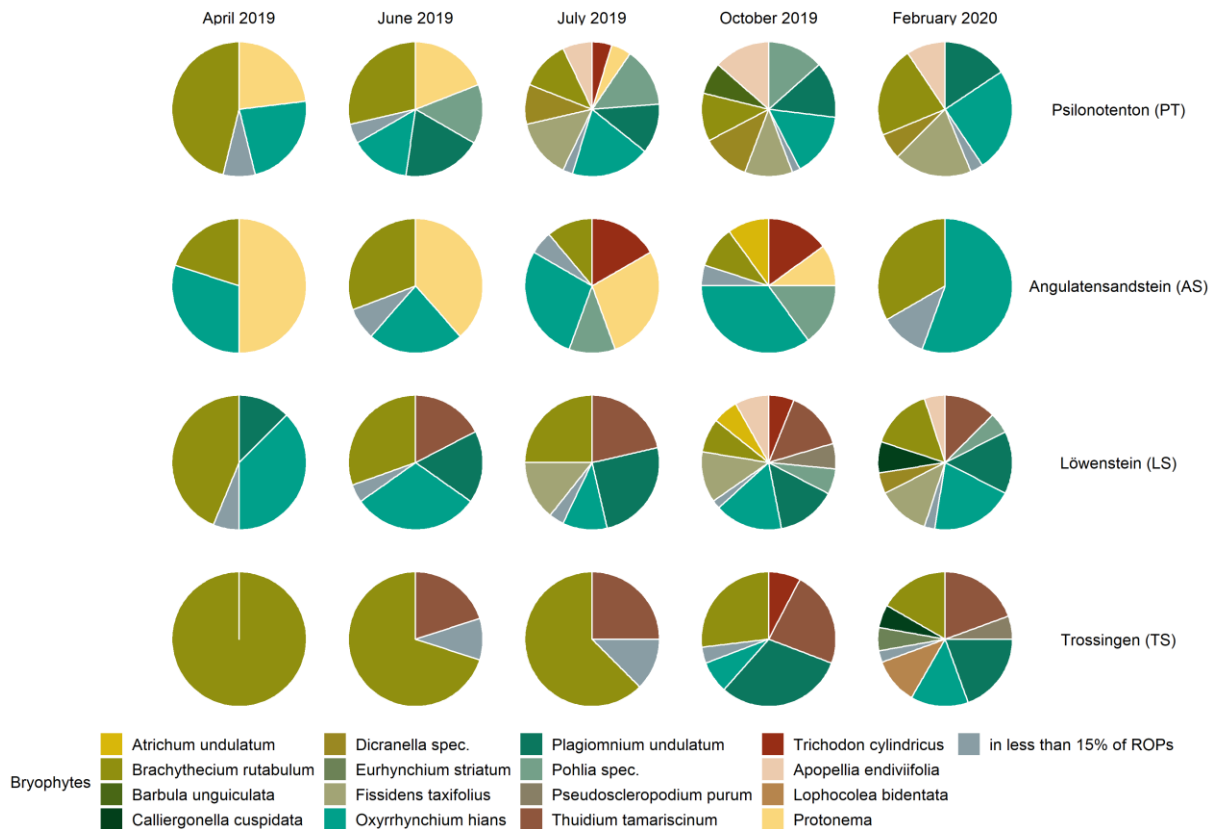 April 2019 June 2019 July 2019 October 2019 February 2020
Psilonotenton (PT)
Angulatensandstein (AS)
Löwenstein (LS)
Trossingen (TS)
Atrichum undulatum Dicranella spec. Plagiomnium undulatum Trichodon cylindricus in less than 15% of ROPs
Brachythecium rutabulum Eurhynchium striatum Pohlia spec. Apopellia endiviifolia
Bryophytes
Barbula unguiculata Fissidens taxifolius Pseudoscleropodium purum Lophocolea bidentata
Calliergonella cuspidata Oxyrrhynchium hians Thuidium tamariscinum Protonema